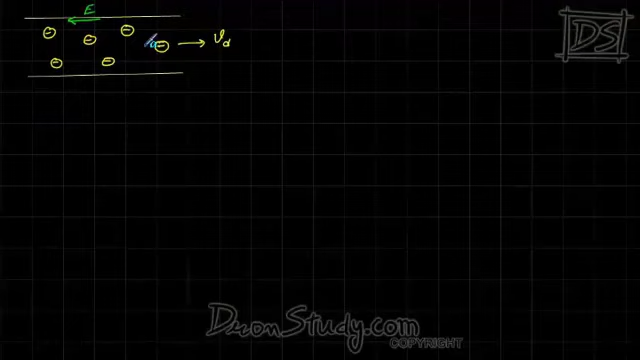 E
DS
- - - - - -
V_d
DronStudy.com
COPYRIGHT